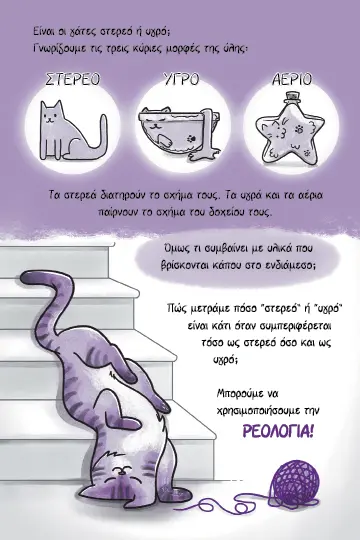 Είναι οι γάτες στερεό ή υγρό;
Γνωρίζουμε τις τρεις κύριες μορφές της ύλης:
ΣΤΕΡΕΟ ΥΓΡΟ ΑΕΡΙΟ
Τα στερεά διατηρούν το σχήμα τους. Τα υγρά και τα αέρια
παίρνουν το σχήμα του δοχείου τους.
Όμως τι συμβαίνει με υλικά που
βρίσκονται κάπου στο ενδιάμεσο;
Πώς μετράμε πόσο "στερεό" ή "υγρό"
είναι κάτι όταν συμπεριφέρεται
τόσο ως στερεό όσο και ως
υγρό;
Μπορούμε να
χρησιμοποιήσουμε την
ΡΕΟΛΟΓΙΑ!